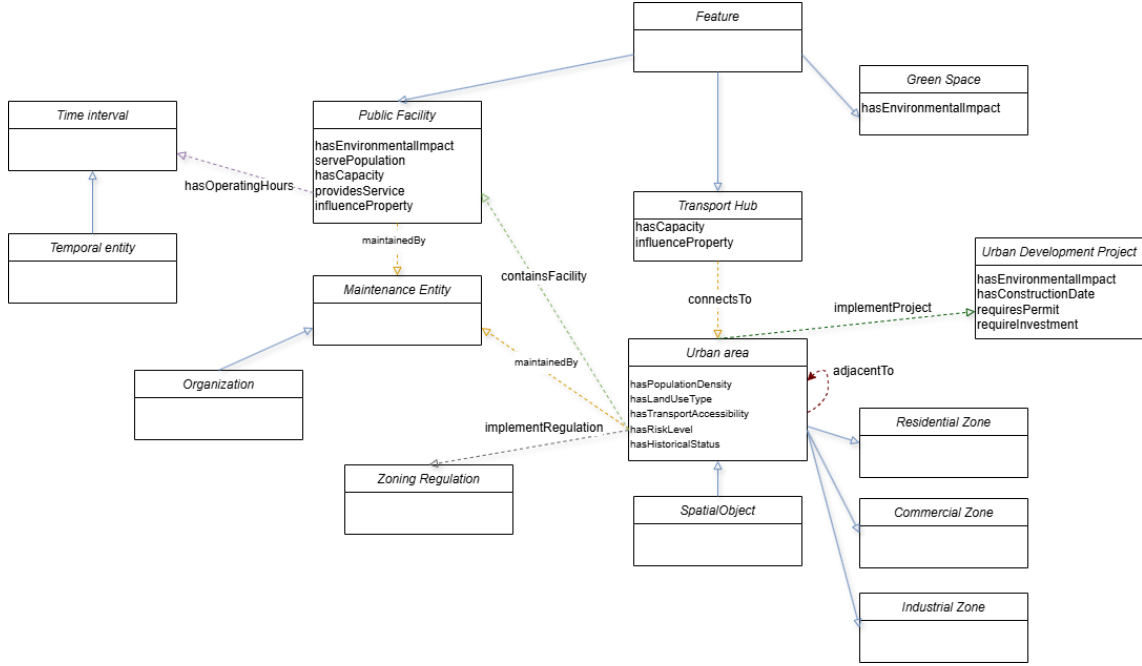 Feature
Green Space
hasEnvironmentalImpact
Time interval
Public Facility
hasEnvironmentalImpact
servePopulation
hasCapacity
providesService
influenceProperty
hasOperatingHours
Transport Hub
hasCapacity
influenceProperty
Temporal entity
maintainedBy
Urban Development Project
hasEnvironmentalImpact
hasConstructionDate
requiresPermit
requireInvestment
containsFacility
Maintenance Entity
connectsTo
implementProject
Urban area
hasPopulationDensity
hasLandUseType
hasTransportAccessibility
hasRiskLevel
hasHistoricalStatus
maintainedBy
adjacentTo
Organization
implementRegulation
Residential Zone
Zoning Regulation
SpatialObject
Commercial Zone
Industrial Zone